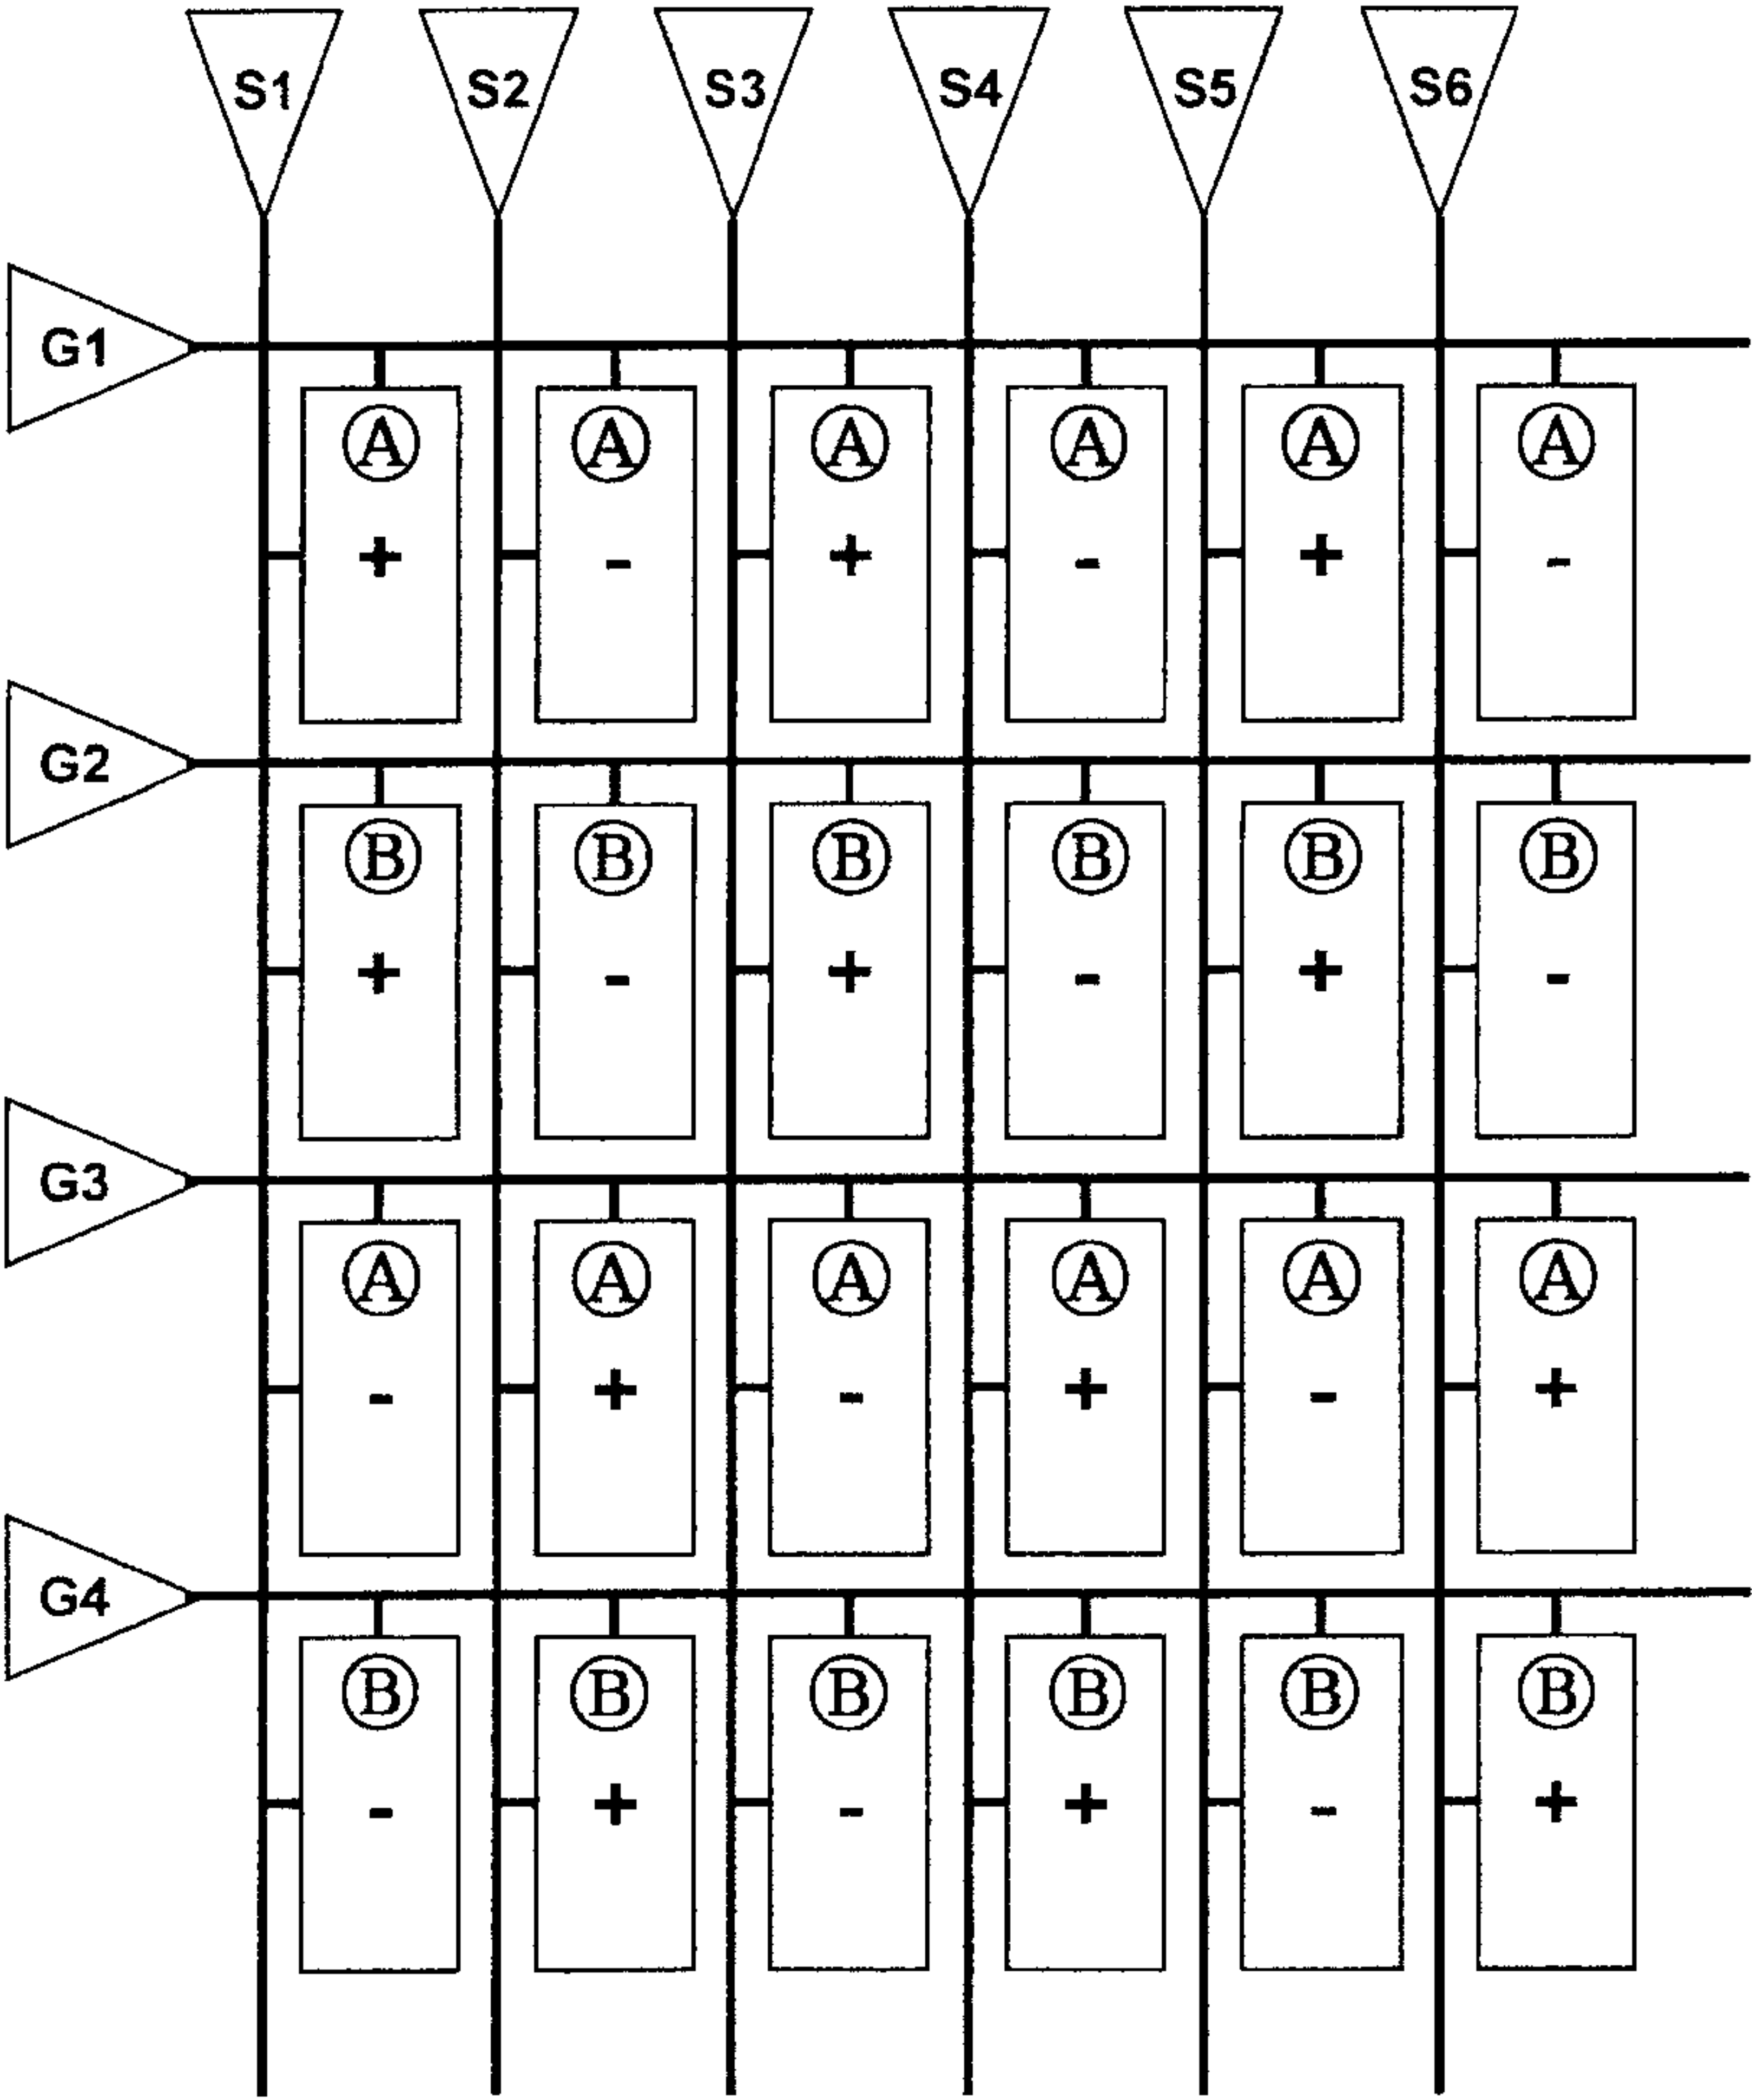 S1 S2 S3 S4 S5 S6
G1
A A A A A A
+ - + - + -
G2
B B B B B B
+ - + - + -
G3
A A A A A A
- + - + - +
G4
B B B B B B
- + - + - +